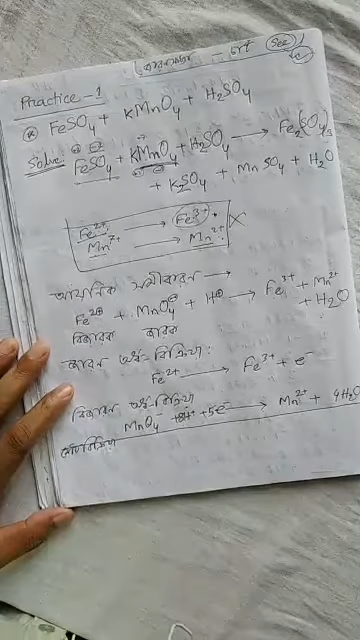 Practice - 1
FeSO4 + KMnO4 + H2SO4
Solve: FeSO4 + KMnO4 + H2SO4 → Fe2(SO4)3
+ K2SO4 + MnSO4 + H2O
Fe2+ → Fe3+
Mn7+ → Mn2+
আয়নিক সমীকরণ →
Fe2+ + MnO4⊖ + H⊕ → Fe3+ + Mn2+
+ H2O
বিজারক জারক
জারণ অর্ধ-বিক্রিয়া:
Fe2+ → Fe3+ + e-
বিজারণ অর্ধ-বিক্রিয়া
MnO4- + 8H+ + 5e- → Mn2+ + 4H2O